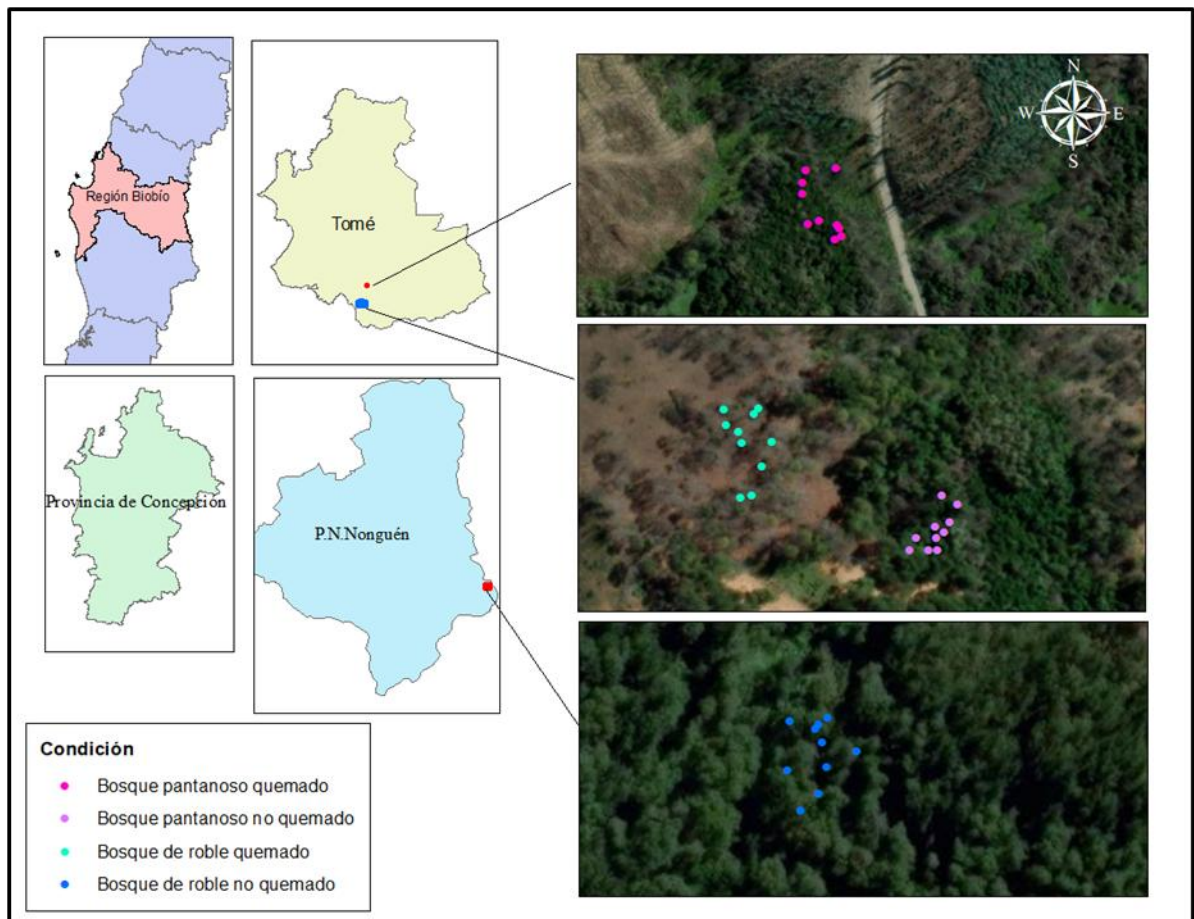 Región Biobío
Tomé
N
W
E
S
Provincia de Concepción
P.N.Nonguén
Condición
Bosque pantanoso quemado
Bosque pantanoso no quemado
Bosque de roble quemado
Bosque de roble no quemado